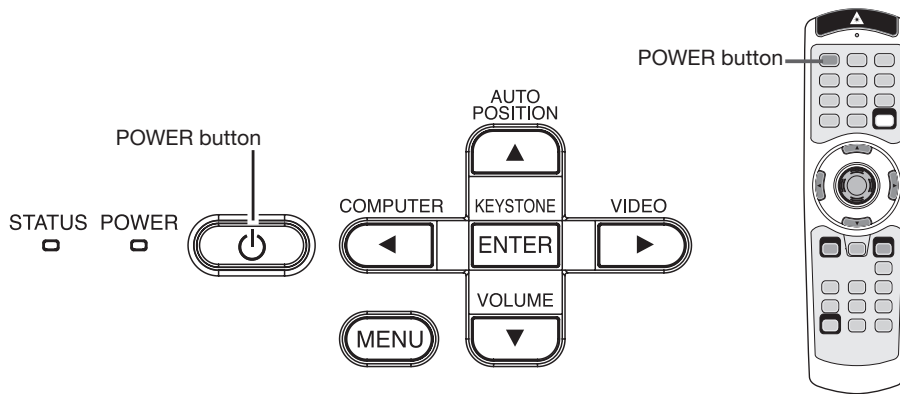 POWER button
AUTO
POSITION
POWER button
COMPUTER
KEYSTONE
VIDEO
STATUS
POWER
ENTER
VOLUME
MENU